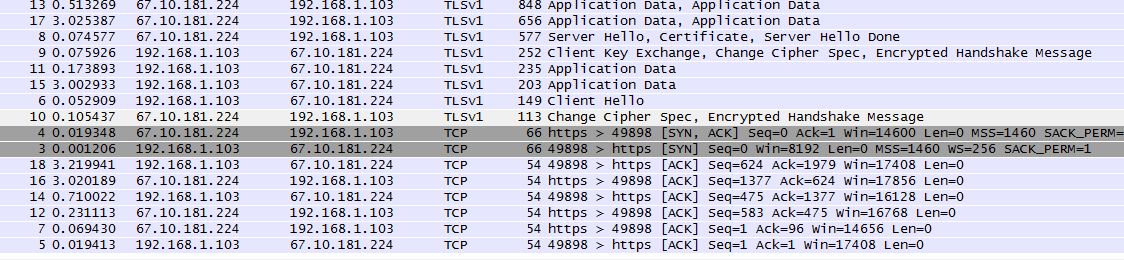 13 0.513269 67.10.181.224 192.168.1.103 TLSv1 848 Application Data, Application Data
17 3.025387 67.10.181.224 192.168.1.103 TLSv1 656 Application Data, Application Data
8 0.074577 67.10.181.224 192.168.1.103 TLSv1 577 Server Hello, Certificate, Server Hello Done
9 0.075926 192.168.1.103 67.10.181.224 TLSv1 252 Client Key Exchange, Change Cipher Spec, Encrypted Handshake Message
11 0.173893 192.168.1.103 67.10.181.224 TLSv1 235 Application Data
15 3.002933 192.168.1.103 67.10.181.224 TLSv1 203 Application Data
6 0.052909 192.168.1.103 67.10.181.224 TLSv1 149 Client Hello
10 0.105437 67.10.181.224 192.168.1.103 TLSv1 113 Change Cipher Spec, Encrypted Handshake Message
4 0.019348 67.10.181.224 192.168.1.103 TCP 66 https > 49898 [SYN, ACK] Seq=0 Ack=1 Win=14600 Len=0 MSS=1460 SACK_PERM=
3 0.001206 192.168.1.103 67.10.181.224 TCP 66 49898 > https [SYN] Seq=0 Win=8192 Len=0 MSS=1460 WS=256 SACK_PERM=1
18 3.219941 192.168.1.103 67.10.181.224 TCP 54 49898 > https [ACK] Seq=624 Ack=1979 Win=17408 Len=0
16 3.020189 67.10.181.224 192.168.1.103 TCP 54 https > 49898 [ACK] Seq=1377 Ack=624 Win=17856 Len=0
14 0.710022 192.168.1.103 67.10.181.224 TCP 54 49898 > https [ACK] Seq=475 Ack=1377 Win=16128 Len=0
12 0.231113 67.10.181.224 192.168.1.103 TCP 54 https > 49898 [ACK] Seq=583 Ack=475 Win=16768 Len=0
7 0.069430 67.10.181.224 192.168.1.103 TCP 54 https > 49898 [ACK] Seq=1 Ack=96 Win=14656 Len=0
5 0.019413 192.168.1.103 67.10.181.224 TCP 54 49898 > https [ACK] Seq=1 Ack=1 Win=17408 Len=0